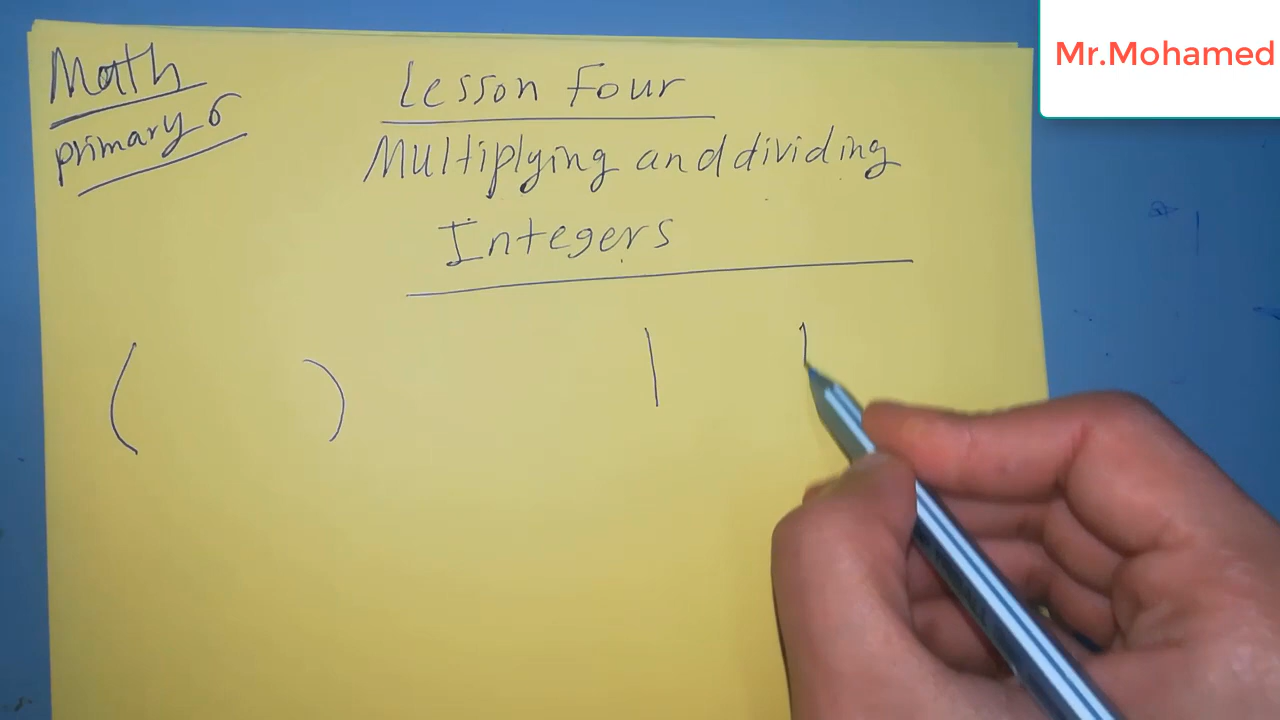 Mr.Mohamed
Math
primary 6
Lesson Four
Multiplying and dividing
Integers
( ) | |